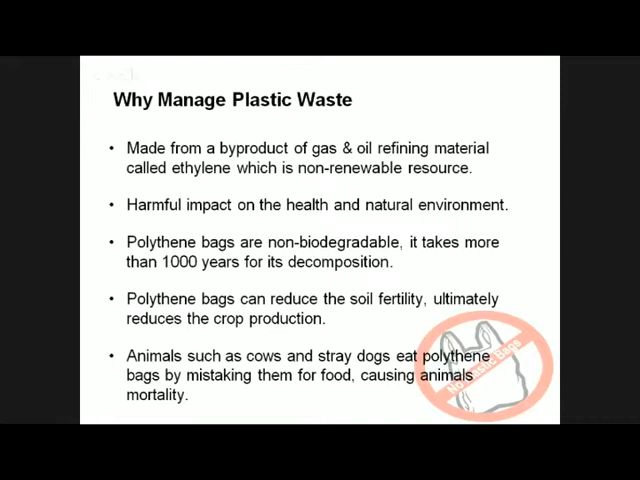 Why Manage Plastic Waste
• Made from a byproduct of gas & oil refining material
called ethylene which is non-renewable resource.
• Harmful impact on the health and natural environment.
• Polythene bags are non-biodegradable, it takes more
than 1000 years for its decomposition.
• Polythene bags can reduce the soil fertility, ultimately
reduces the crop production.
• Animals such as cows and stray dogs eat polythene
bags by mistaking them for food, causing animals
mortality.
No Plastic Bags